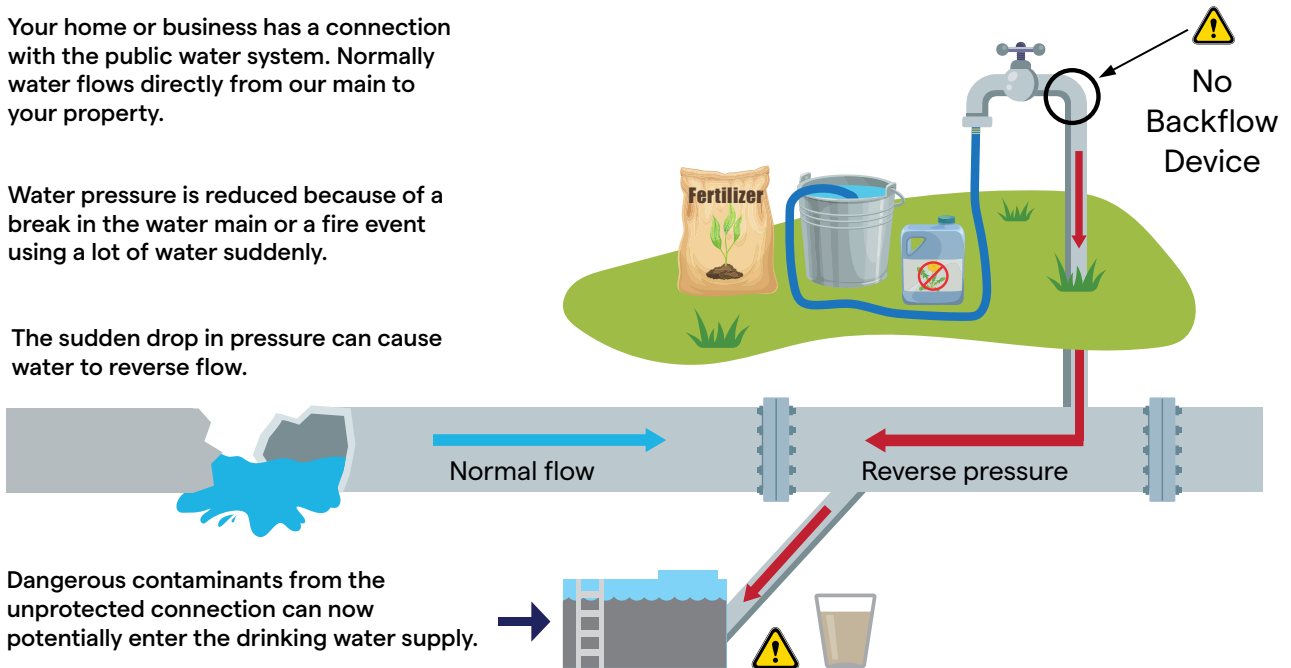 Your home or business has a connection
with the public water system. Normally
water flows directly from our main to
your property.
Water pressure is reduced because of a
break in the water main or a fire event
using a lot of water suddenly.
The sudden drop in pressure can cause
water to reverse flow.
No
Backflow
Device
Fertilizer
Normal flow
Reverse pressure
Dangerous contaminants from the
unprotected connection can now
potentially enter the drinking water supply.